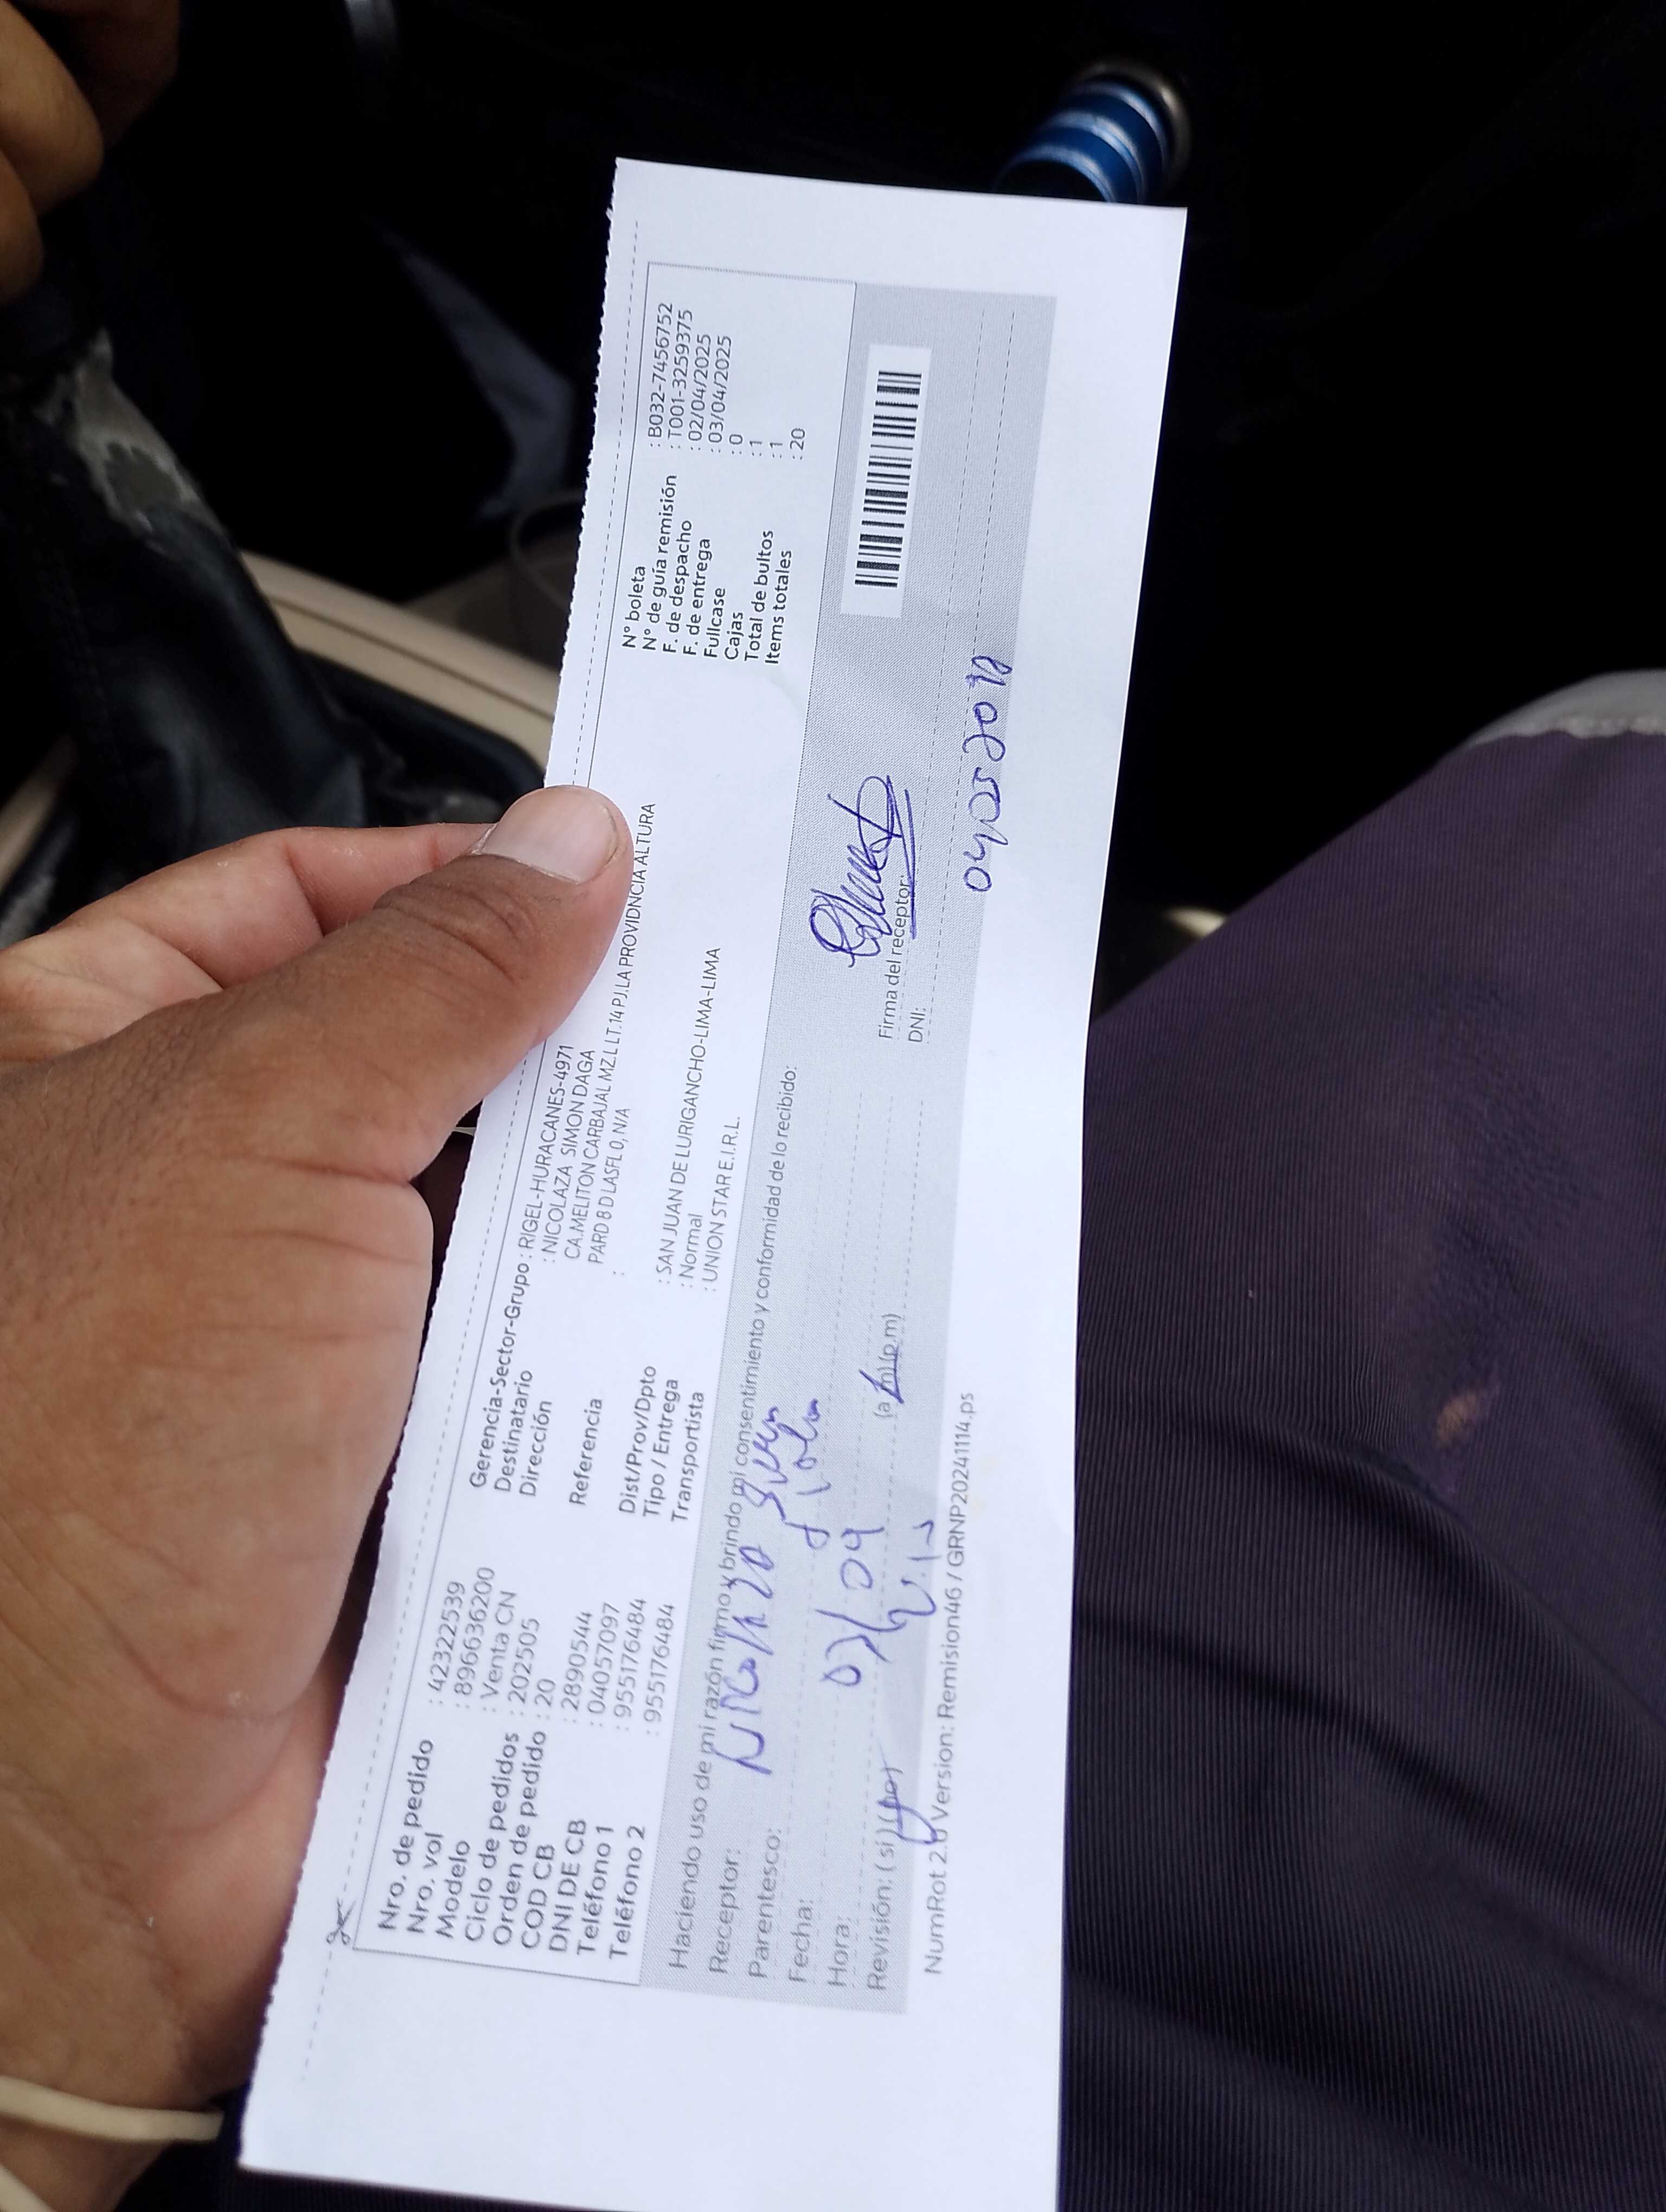 Nro. de pedido : 42322539
Nro. vol : 8966636200
Modelo : Venta CN
Ciclo de pedidos : 202505
Orden de pedido : 20
COD CB : 2890544
DNI DE CB : 04057097
Teléfono 1 : 955176484
Teléfono 2 : 955176484
Gerencia-Sector-Grupo : RIGEL-HURACANES-4971
Destinatario : NICOLAZA SIMON DAGA
Dirección CA.MELITON CARBAJAL MZ.L LT.14 PJ.LA PROVIDNCIA ALTURA
PARD 8 D LASFL 0, N/A
Referencia :
Dist/Prov/Dpto : SAN JUAN DE LURIGANCHO-LIMA-LIMA
Tipo / Entrega : Normal
Transportista : UNION STAR E.I.R.L.
N° boleta : B032-7456752
N° de guía remisión : T001-3259375
F. de despacho : 02/04/2025
F. de entrega : 03/04/2025
Fullcase : 0
Cajas : 1
Total de bultos : 1
Items totales : 20
Haciendo uso de mi razón firmo y brindo mi consentimiento y conformidad de lo recibido:
Receptor:
Parentesco:
Fecha:
Hora: (a.m)(p.m)
Revisión: ( si ) (no)
Firma del receptor:
DNI:
NumRot 2.0 Version: Remision46 / GRNP20241114.ps